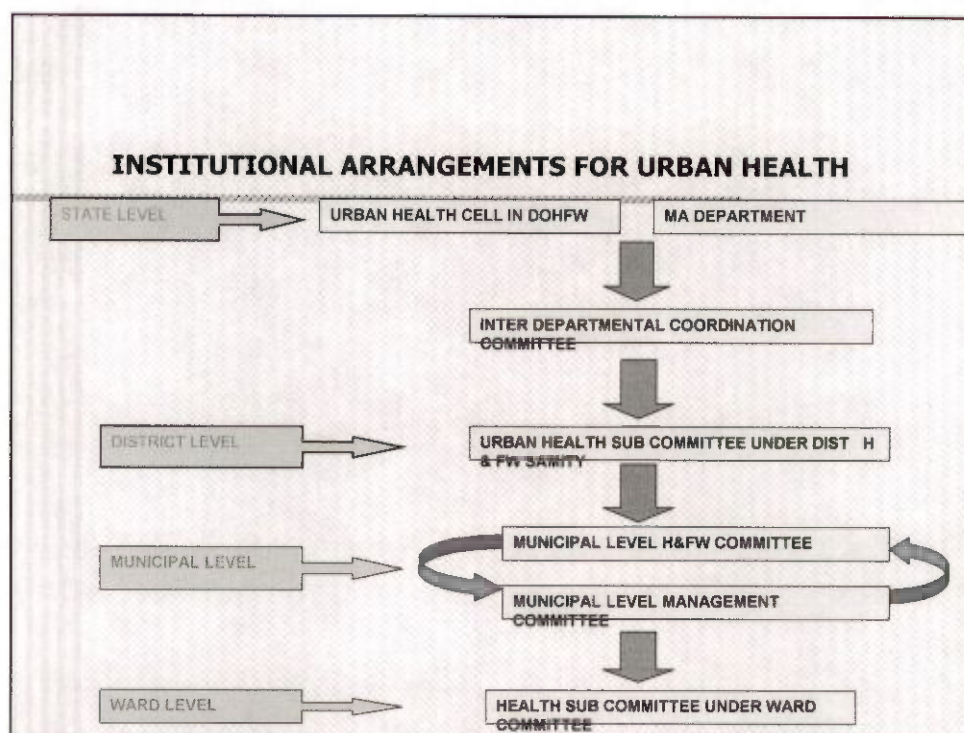 INSTITUTIONAL ARRANGEMENTS FOR URBAN HEALTH
STATE LEVEL
URBAN HEALTH CELL IN DOHFW
MA DEPARTMENT
INTER DEPARTMENTAL COORDINATION
COMMITTEE
DISTRICT LEVEL
URBAN HEALTH SUB COMMITTEE UNDER DIST H
& FW SAMITY
MUNICIPAL LEVEL
MUNICIPAL LEVEL H&FW COMMITTEE
MUNICIPAL LEVEL MANAGEMENT
COMMITTEE
WARD LEVEL
HEALTH SUB COMMITTEE UNDER WARD
COMMITTEE